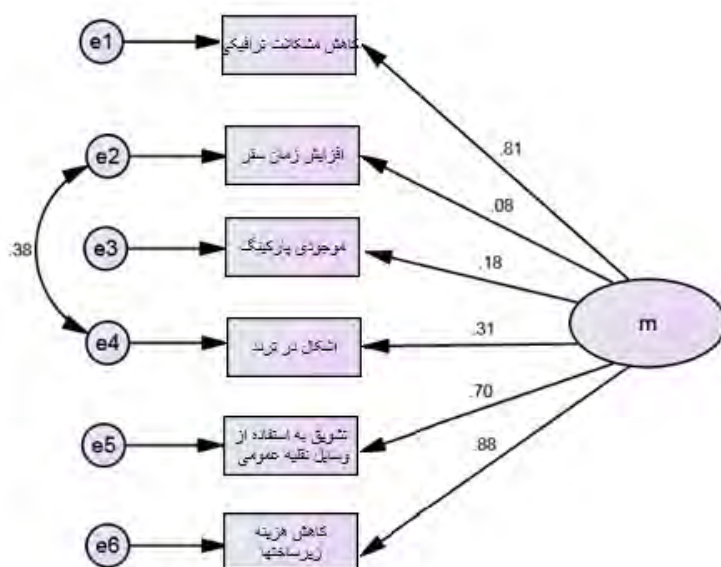 e1
کاهش مشکلات ترافیکی
.81
e2
افزایش زمان سفر
.08
.38
e3
موجودی پارکینگ
.18
m
e4
اشکال در تردد
.31
.70
e5
تشویق به استفاده از
وسایل نقلیه عمومی
.88
e6
کاهش هزینه
زیرساختها